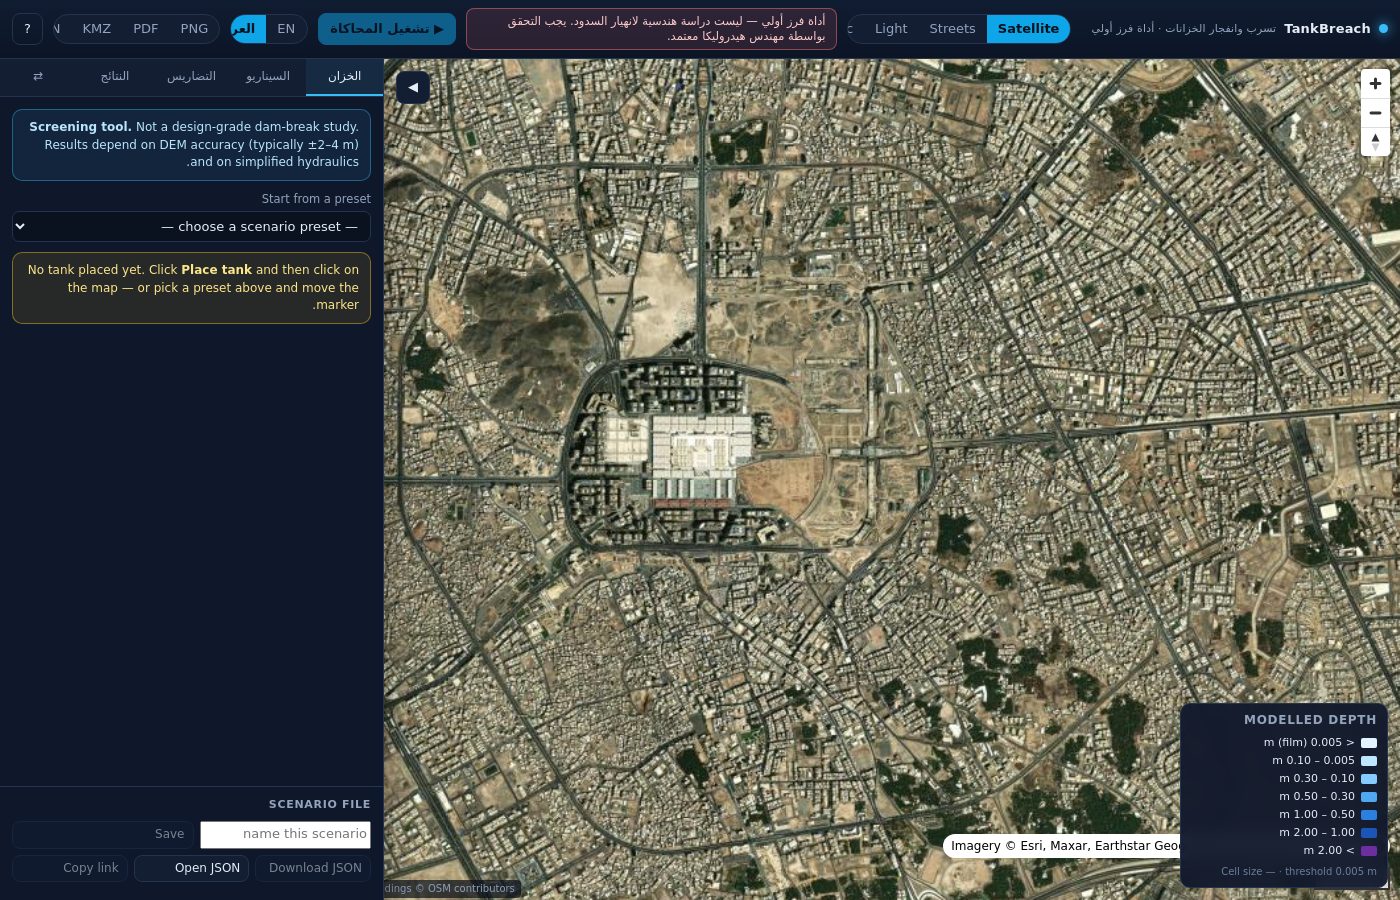 TankBreach
تسرب وانفجار الخزانات · أداة فرز أولي
Satellite
Streets
Light
أداة فرز أولي — ليست دراسة هندسية لانهيار السدود. يجب التحقق
بواسطة مهندس هيدروليكا معتمد.
▶ تشغيل المحاكاة
EN
العر
PNG
PDF
KMZ
?
الخزان
السيناريو
التضاريس
النتائج
⇄
Screening tool. Not a design-grade dam-break study.
Results depend on DEM accuracy (typically ±2–4 m)
and on simplified hydraulics.
Start from a preset
— choose a scenario preset —
No tank placed yet. Click Place tank and then click on
the map — or pick a preset above and move the
marker.
SCENARIO FILE
name this scenario
Save
Download JSON
Open JSON
Copy link
MODELLED DEPTH
m (film) 0.005 >
m 0.10 – 0.005
m 0.30 – 0.10
m 0.50 – 0.30
m 1.00 – 0.50
m 2.00 – 1.00
m 2.00 <
Cell size — · threshold 0.005 m
Imagery © Esri, Maxar, Earthstar
© OSM contributors